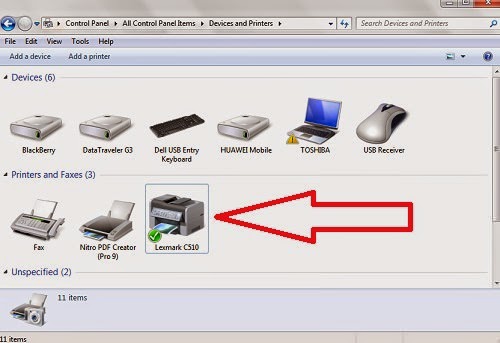 Control Panel All Control Panel Items Devices and Printers
Search Devices and Printers
File Edit View Tools Help
Add a device Add a printer
Devices (6)
BlackBerry
DataTraveler G3
Dell USB Entry
Keyboard
HUAWEI Mobile
TOSHIBA
USB Receiver
Printers and Faxes (3)
Fax
Nitro PDF Creator
(Pro 9)
Lexmark C510
Unspecified (2)
11 items
11 items